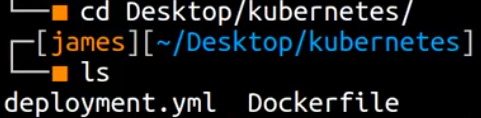 └──■ cd Desktop/kubernetes/
┌─[james][~/Desktop/kubernetes]
└──■ ls
deployment.yml  Dockerfile